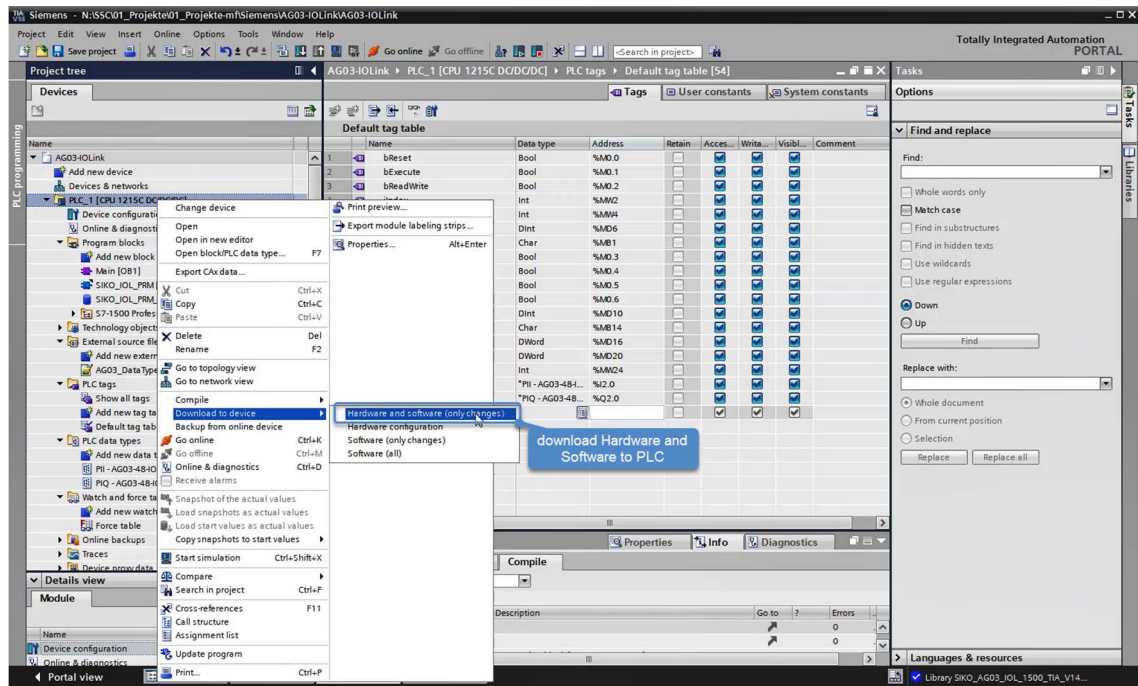 Siemens - N:\SSC\01_Projekte\01_Projekte-mf\Siemens\AG03-IOLink\AG03-IOLink
Project Edit View Insert Online Options Tools Window Help
Totally Integrated Automation
PORTAL
Save project Go online Go offline <Search in project>
Project tree
AG03-IOLink PLC_1 [CPU 1215C DC/DC/DC] PLC tags Default tag table [54]
Tasks
Devices
Tags User constants System constants
Options
Default tag table
Find and replace
Name
Name Data type Address Retain Acces... Writa... Visibl... Comment
AG03-IOLink
1 bReset Bool %M0.0
Find:
Add new device
2 bExecute Bool %M0.1
Devices & networks
3 bReadWrite Bool %M0.2
Whole words only
PLC_1 [CPU 1215C DC/DC/DC]
Int %MW2
Match case
Device configurati
Int %MW4
Find in substructures
Online & diagnosti
DInt %MD6
Find in hidden texts
Program blocks
Char %MB1
Use wildcards
Add new block
Bool %M0.3
Use regular expressions
Main [OB1]
Bool %M0.4
SIKO_IOL_PRM
Bool %M0.5
Down
SIKO_IOL_PRM
Bool %M0.6
Up
S7-1500 Profes
DInt %MD10
Find
Technology objects
Char %MB14
External source file
DWord %MD16
Add new extern
DWord %MD20
Replace with:
AG03_DataType
Int %MW24
PLC tags
"PII - AG03-48-I... %I2.0
Show all tags
"PIQ - AG03-48... %Q2.0
Whole document
Add new tag ta
From current position
Default tag tab
Selection
PLC data types
Replace Replace all
Add new data t
PII - AG03-48-IO
PIQ - AG03-48-IO
Watch and force ta
Add new watch
Force table
Online backups
Traces
Device proxy data
Details view
Module
Name
Device configuration
Online & diagnostics
Portal view
Change device
Open
Open in new editor
Open block/PLC data type... F7
Export CAx data...
Cut Ctrl+X
Copy Ctrl+C
Paste Ctrl+V
Delete Del
Rename F2
Go to topology view
Go to network view
Compile
Download to device
Backup from online device
Go online Ctrl+K
Go offline Ctrl+M
Online & diagnostics Ctrl+D
Receive alarms
Snapshot of the actual values
Load snapshots as actual values
Load start values as actual values
Copy snapshots to start values
Start simulation Ctrl+Shift+X
Compare
Search in project Ctrl+F
Cross-references F11
Call structure
Assignment list
Update program
Print... Ctrl+P
Print preview...
Export module labeling strips...
Properties... Alt+Enter
Hardware and software (only changes)
Hardware configuration
Software (only changes)
Software (all)
download Hardware and
Software to PLC
Properties Info Diagnostics
Compile
Description Go to ? Errors
0
0
Languages & resources
Library SIKO_AG03_IOL_1500_TIA_V14...
PLC programming
Tasks
Libraries